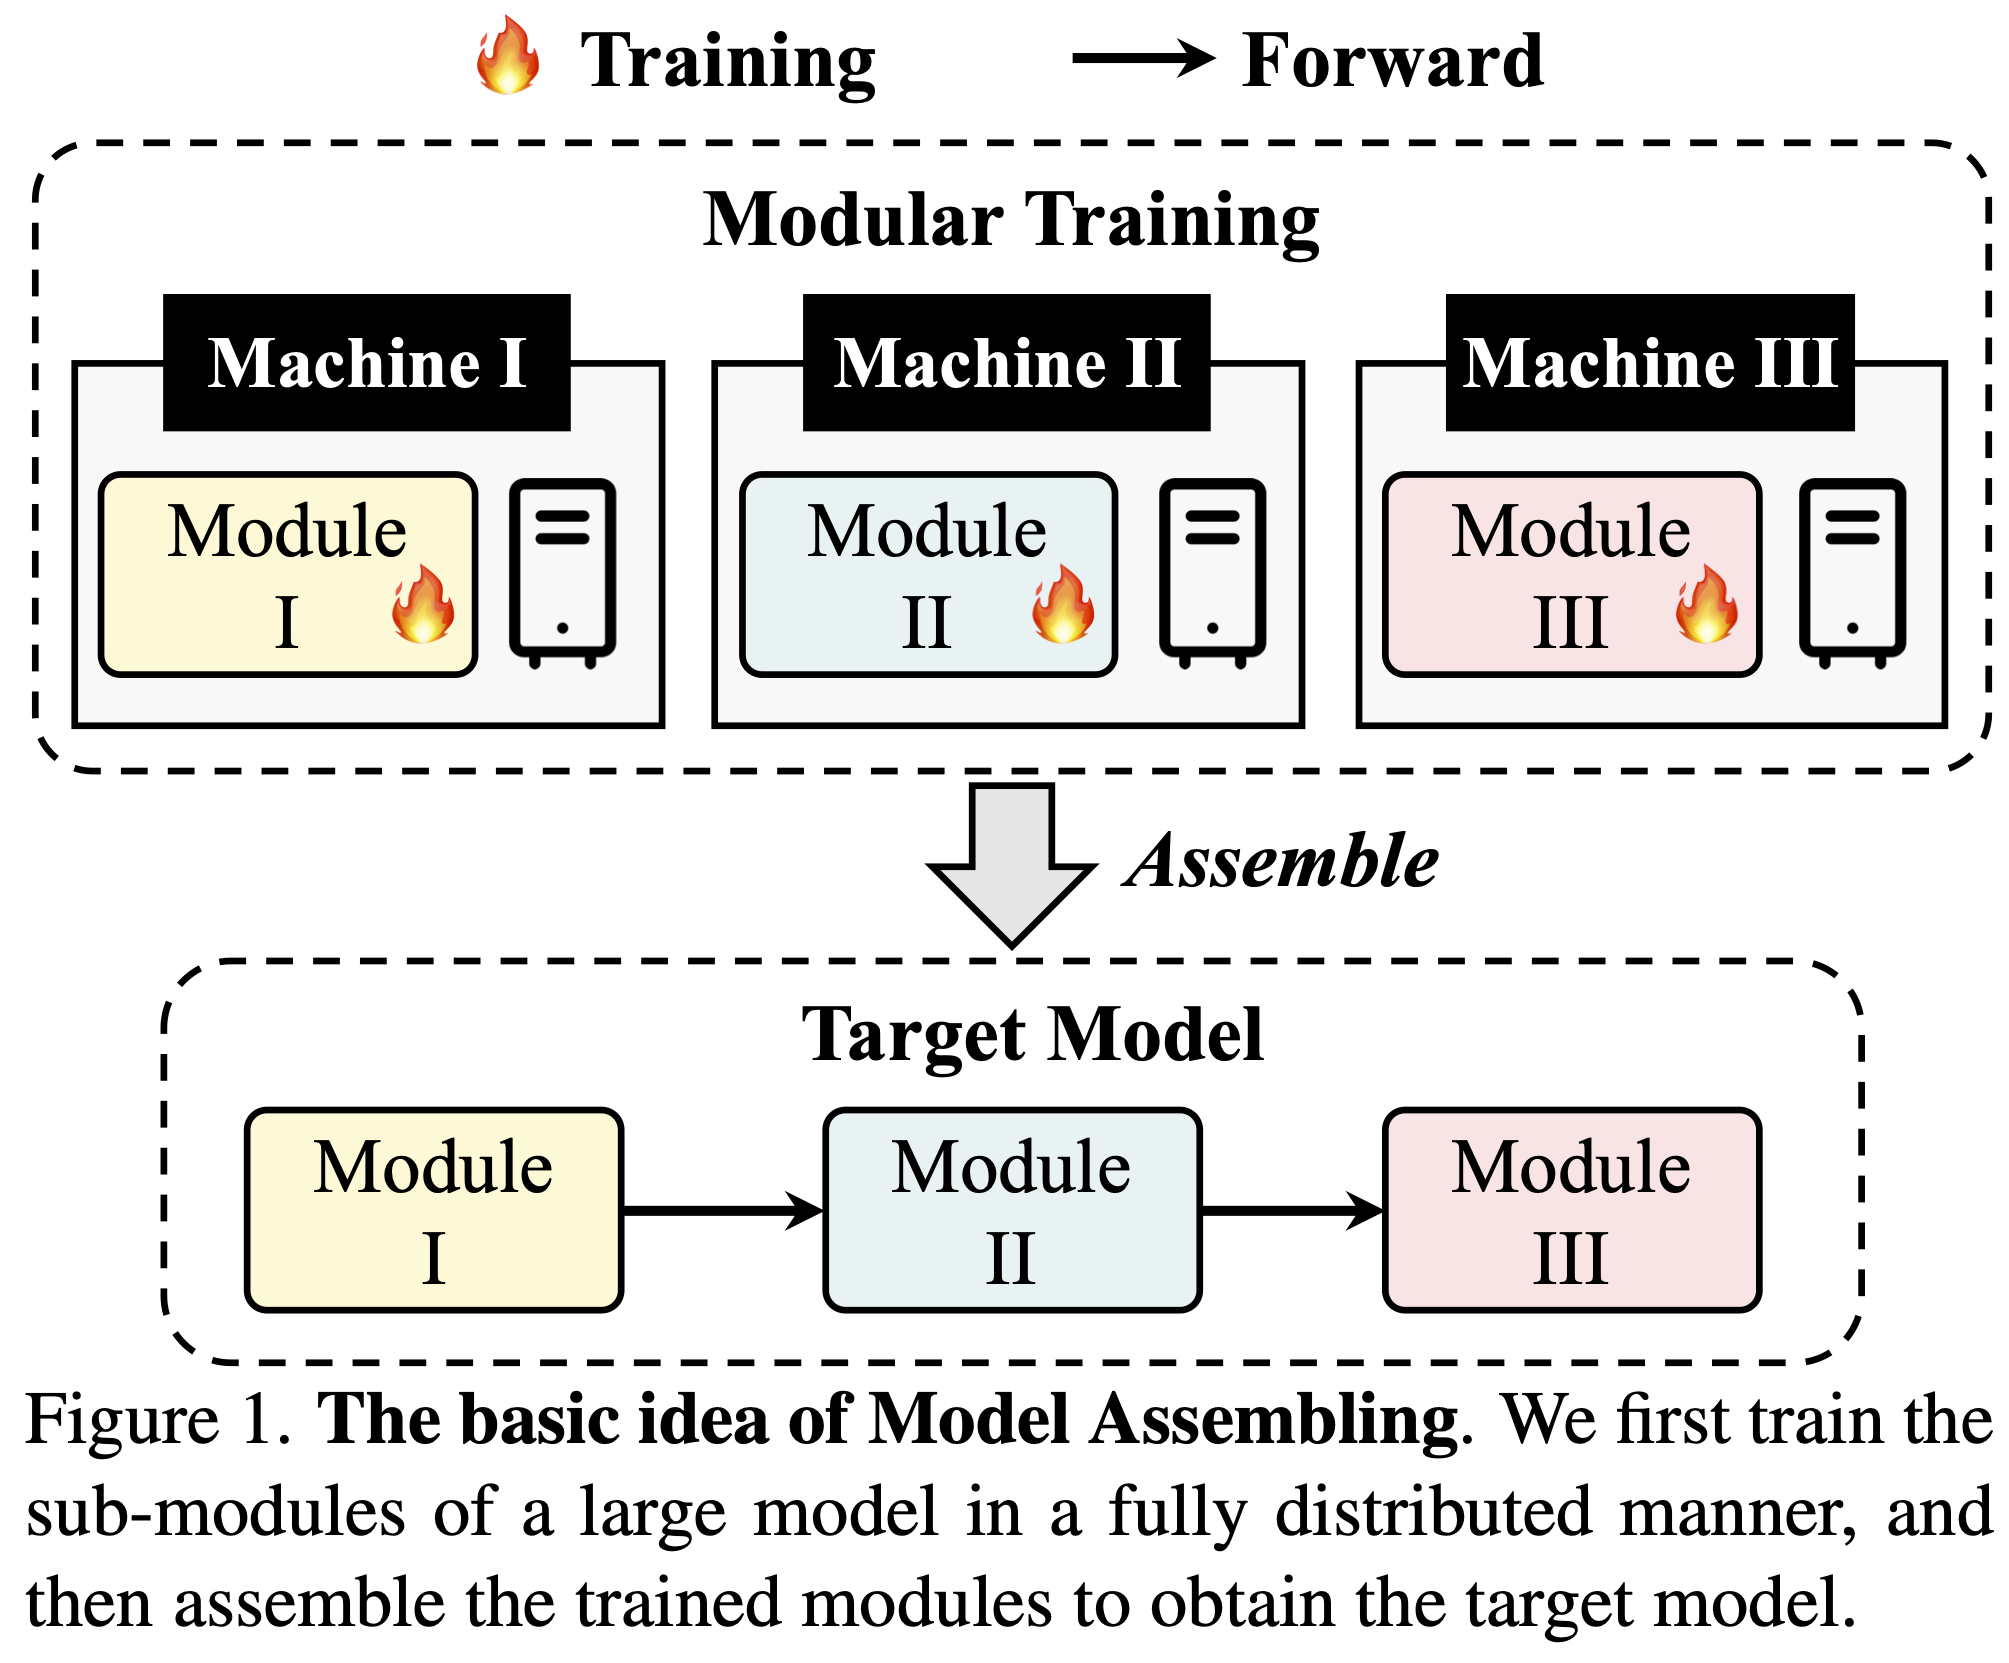 Training
Forward
Modular Training
Machine I
Machine II
Machine III
Module
I
Module
II
Module
III
Assemble
Target Model
Module
I
Module
II
Module
III
Figure 1. The basic idea of Model Assembling. We first train the
sub-modules of a large model in a fully distributed manner, and
then assemble the trained modules to obtain the target model.